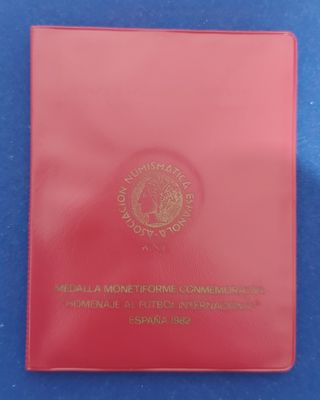 ASOCIACION NUMISMATICA ESPAÑOLA
MEDALLA MONETIFORME CONMEMORATIVA
"HOMENAJE AL FUTBOL INTERNACIONAL"
ESPAÑA 1982